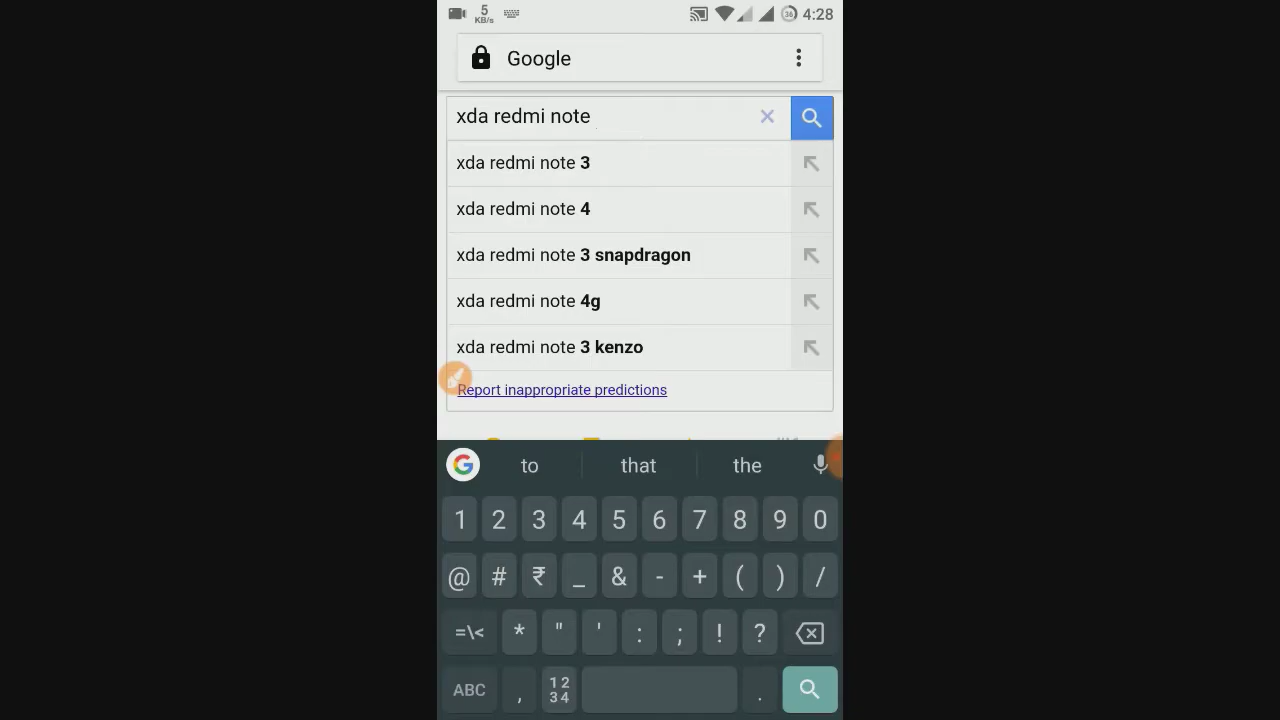 5 KB/s 36 4:28
Google
xda redmi note
xda redmi note 3
xda redmi note 4
xda redmi note 3 snapdragon
xda redmi note 4g
xda redmi note 3 kenzo
Report inappropriate predictions
G to that the
1 2 3 4 5 6 7 8 9 0
@ # ₹ _ & - + ( ) /
=\< * " ' : ; ! ?
ABC , 12 34 .